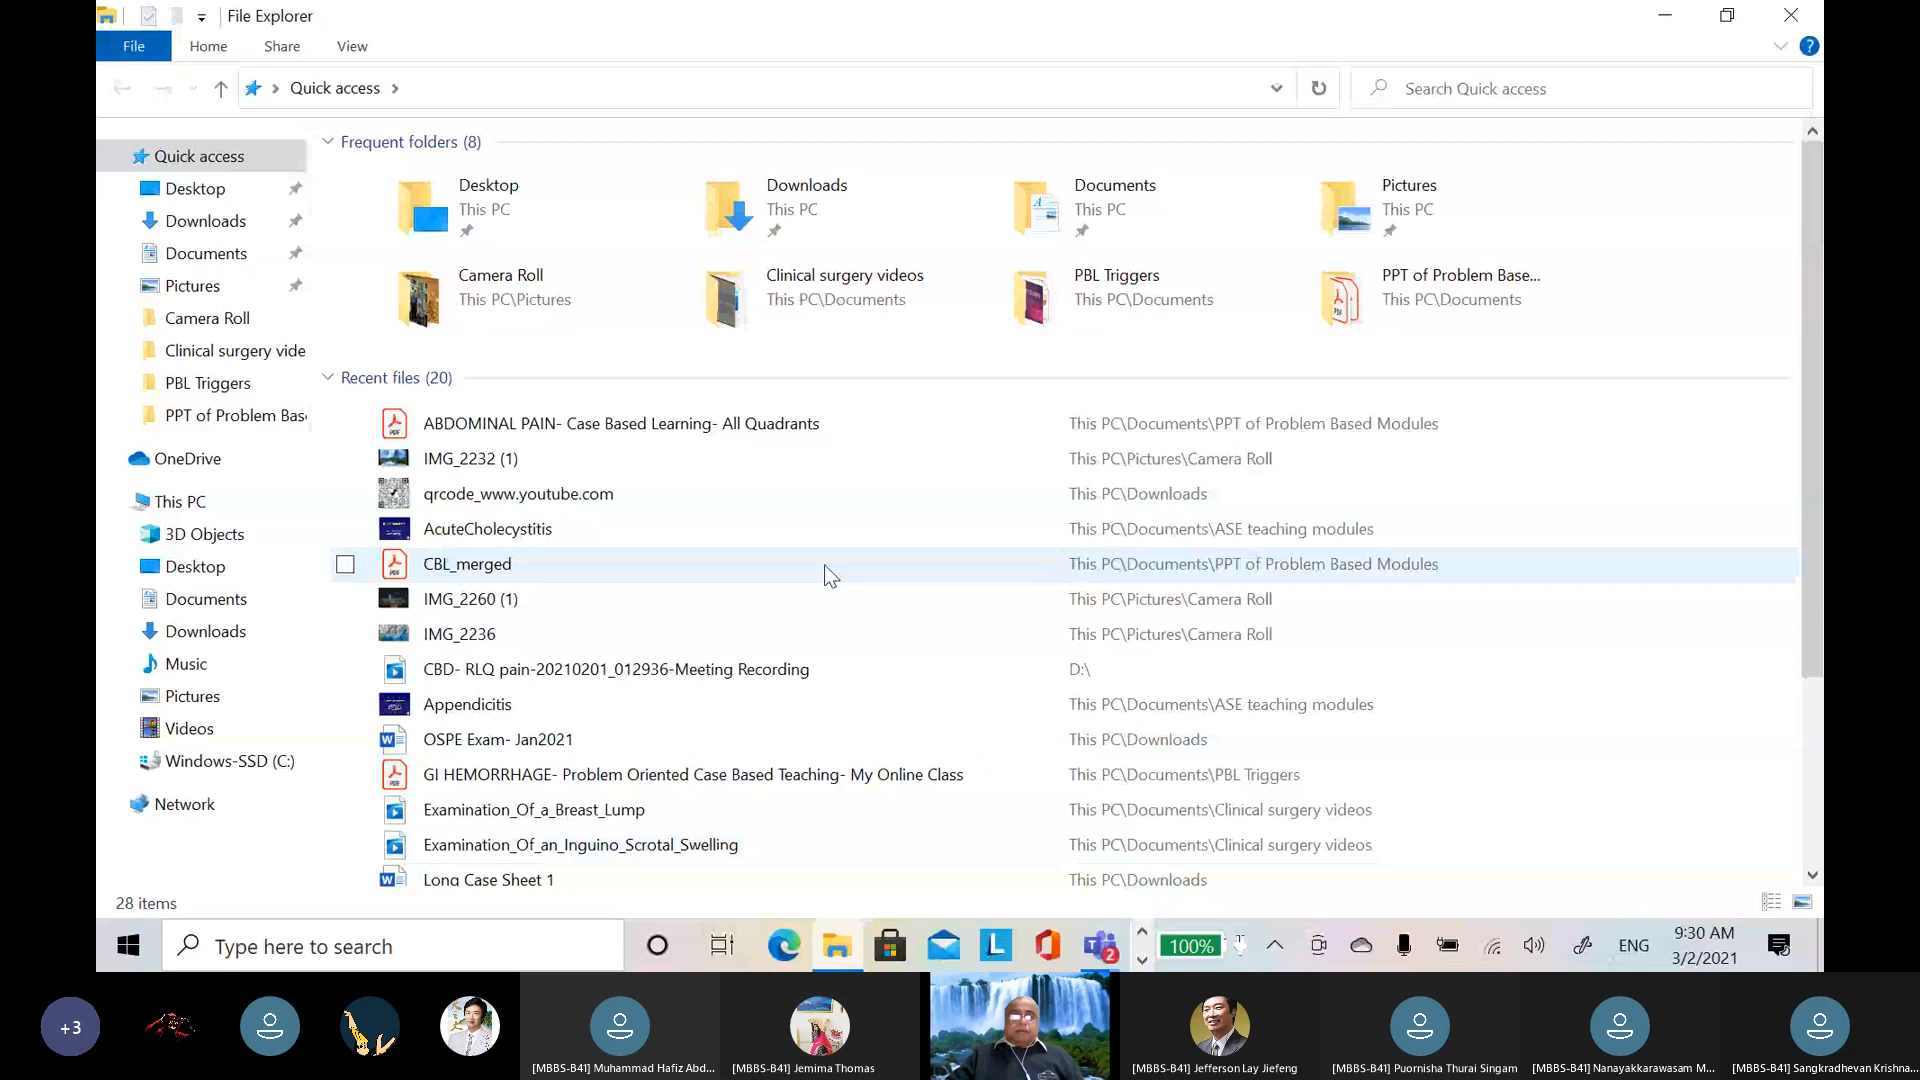 File Explorer
File Home Share View
Quick access
Search Quick access
Quick access
Desktop
Downloads
Documents
Pictures
Camera Roll
Clinical surgery vide
PBL Triggers
PPT of Problem Bas
OneDrive
This PC
3D Objects
Desktop
Documents
Downloads
Music
Pictures
Videos
Windows-SSD (C:)
Network
Frequent folders (8)
Desktop
This PC
Downloads
This PC
Documents
This PC
Pictures
This PC
Camera Roll
This PC\Pictures
Clinical surgery videos
This PC\Documents
PBL Triggers
This PC\Documents
PPT of Problem Base...
This PC\Documents
Recent files (20)
ABDOMINAL PAIN- Case Based Learning- All Quadrants This PC\Documents\PPT of Problem Based Modules
IMG_2232 (1) This PC\Pictures\Camera Roll
qrcode_www.youtube.com This PC\Downloads
AcuteCholecystitis This PC\Documents\ASE teaching modules
CBL_merged This PC\Documents\PPT of Problem Based Modules
IMG_2260 (1) This PC\Pictures\Camera Roll
IMG_2236 This PC\Pictures\Camera Roll
CBD- RLQ pain-20210201_012936-Meeting Recording D:\
Appendicitis This PC\Documents\ASE teaching modules
OSPE Exam- Jan2021 This PC\Downloads
GI HEMORRHAGE- Problem Oriented Case Based Teaching- My Online Class This PC\Documents\PBL Triggers
Examination_Of_a_Breast_Lump This PC\Documents\Clinical surgery videos
Examination_Of_an_Inguino_Scrotal_Swelling This PC\Documents\Clinical surgery videos
Long Case Sheet 1 This PC\Downloads
28 items
Type here to search
2
100%
ENG
9:30 AM
3/2/2021
+3
[MBBS-B41] Muhammad Hafiz Abd...
[MBBS-B41] Jemima Thomas
[MBBS-B41] Jefferson Lay Jiefeng
[MBBS-B41] Puornisha Thurai Singam
[MBBS-B41] Nanayakkarawasam M...
[MBBS-B41] Sangkradhevan Krishna...